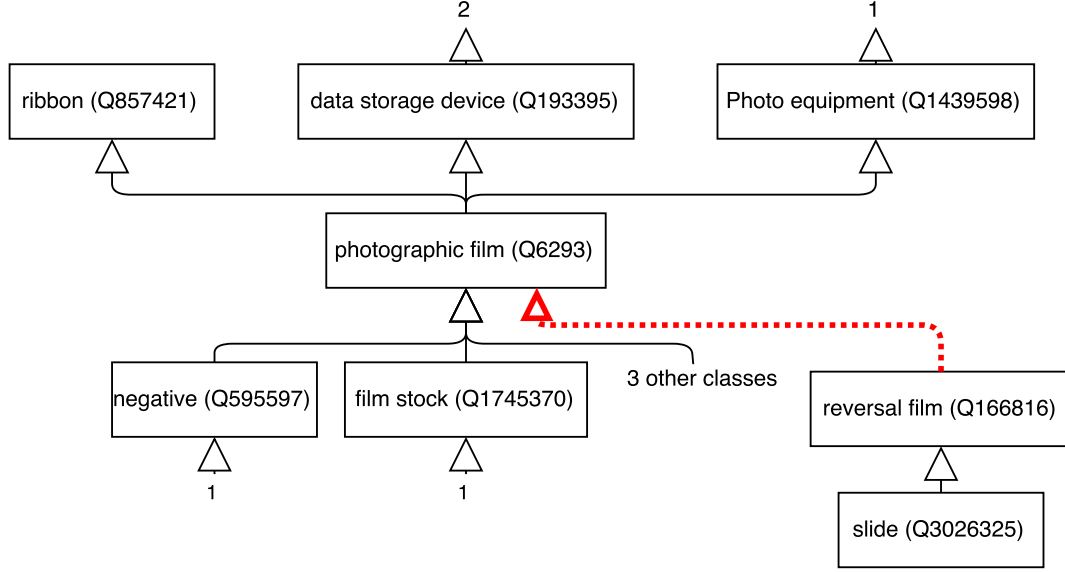 2
1
ribbon (Q857421)
data storage device (Q193395)
Photo equipment (Q1439598)
photographic film (Q6293)
3 other classes
negative (Q595597)
film stock (Q1745370)
reversal film (Q166816)
1
1
slide (Q3026325)